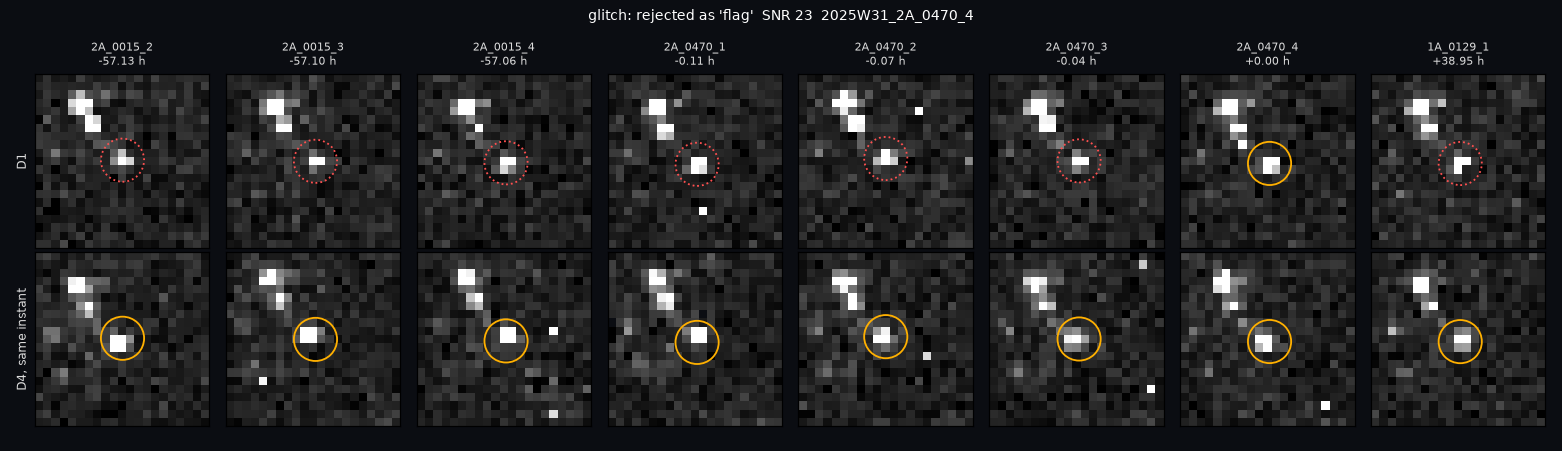 glitch: rejected as 'flag'  SNR 23  2025W31_2A_0470_4
2A_0015_2
-57.13 h
2A_0015_3
-57.10 h
2A_0015_4
-57.06 h
2A_0470_1
-0.11 h
2A_0470_2
-0.07 h
2A_0470_3
-0.04 h
2A_0470_4
+0.00 h
1A_0129_1
+38.95 h
D1
D4, same instant